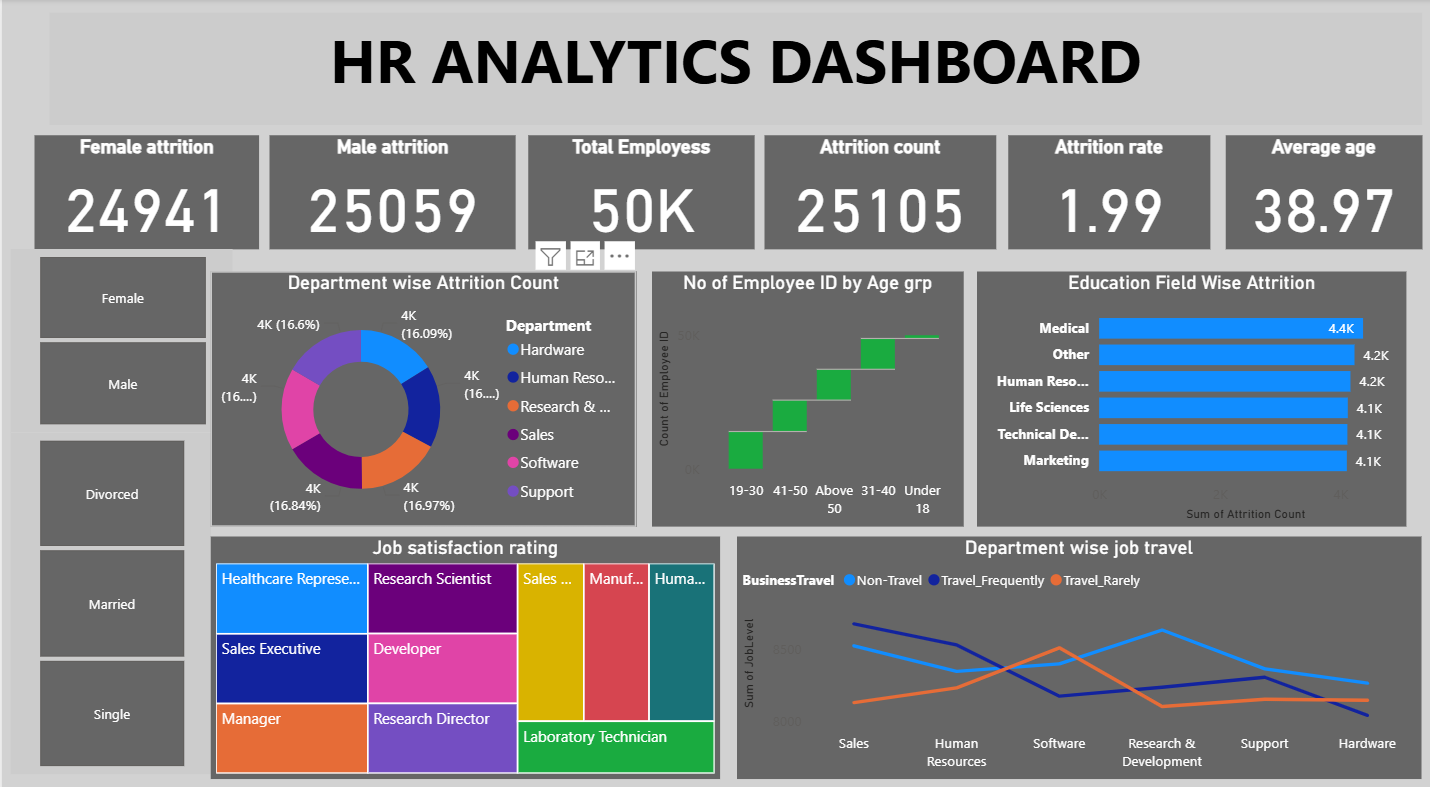 HR ANALYTICS DASHBOARD
Female attrition
24941
Male attrition
25059
Total Employess
50K
Attrition count
25105
Attrition rate
1.99
Average age
38.97
Female
Male
Divorced
Married
Single
Department wise Attrition Count
4K
(16.09%)
4K
(16....)
4K
(16.97%)
4K
(16.84%)
4K
(16....)
4K (16.6%)
Department
Hardware
Human Reso...
Research & ...
Sales
Software
Support
No of Employee ID by Age grp
Count of Employee ID
50K
0K
19-30
41-50
Above
50
31-40
Under
18
Education Field Wise Attrition
Medical
4.4K
Other
4.2K
Human Reso...
4.2K
Life Sciences
4.1K
Technical De...
4.1K
Marketing
4.1K
0K
2K
4K
Sum of Attrition Count
Job satisfaction rating
Healthcare Represe...
Research Scientist
Sales ...
Manuf...
Huma...
Sales Executive
Developer
Manager
Research Director
Laboratory Technician
Department wise job travel
BusinessTravel
Non-Travel
Travel_Frequently
Travel_Rarely
Sum of JobLevel
Sales
Human
Resources
Software
Research &
Development
Support
Hardware